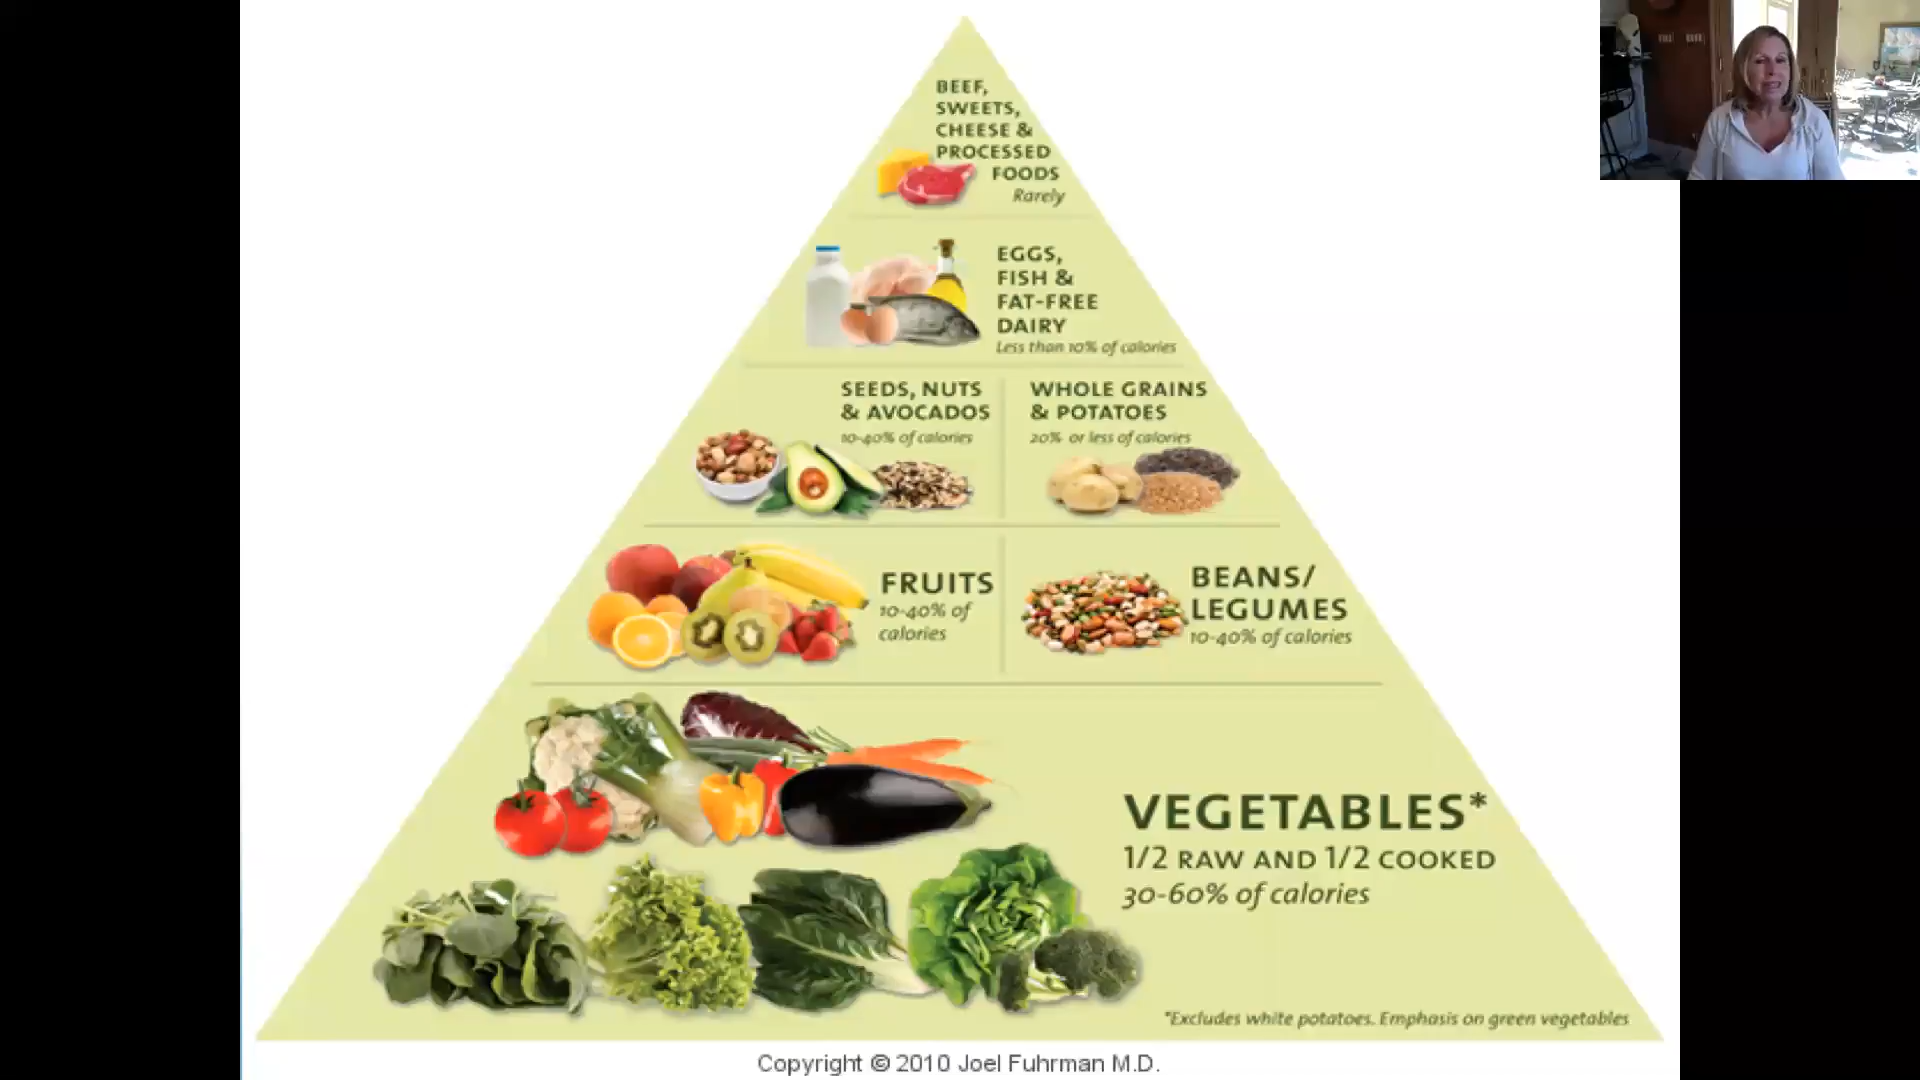 BEEF,
SWEETS,
CHEESE &
PROCESSED
FOODS
Rarely
EGGS,
FISH &
FAT-FREE
DAIRY
Less than 10% of calories
SEEDS, NUTS
& AVOCADOS
10-40% of calories
WHOLE GRAINS
& POTATOES
20% or less of calories
FRUITS
10-40% of
calories
BEANS/
LEGUMES
10-40% of calories
VEGETABLES*
1/2 RAW AND 1/2 COOKED
30-60% of calories
*Excludes white potatoes. Emphasis on green vegetables
Copyright © 2010 Joel Fuhrman M.D.